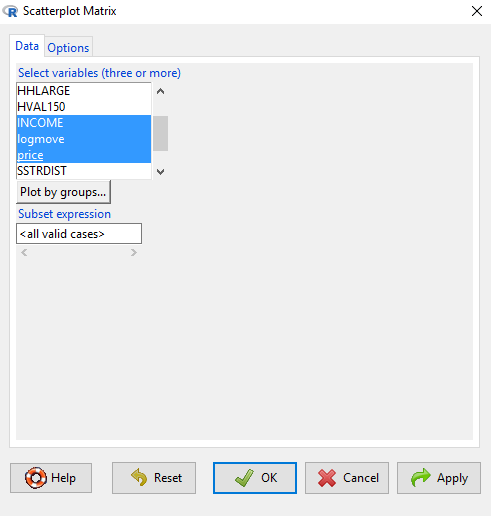 Scatterplot Matrix
Data Options
Select variables (three or more)
HHLARGE
HVAL150
INCOME
logmove
price
SSTRDIST
Plot by groups...
Subset expression
<all valid cases>
Help Reset OK Cancel Apply